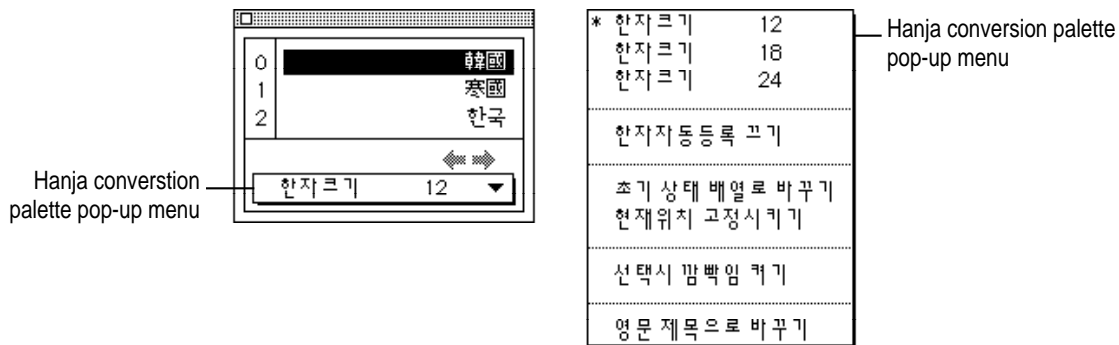 0 韓國
1 寒國
2 한국
한자크기 12
Hanja converstion
palette pop-up menu
* 한자크기 12
한자크기 18
한자크기 24
한자자동등록 끄기
초기 상태 배열로 바꾸기
현재위치 고정시키기
선택시 깜빡임 켜기
영문 제목으로 바꾸기
Hanja conversion palette
pop-up menu